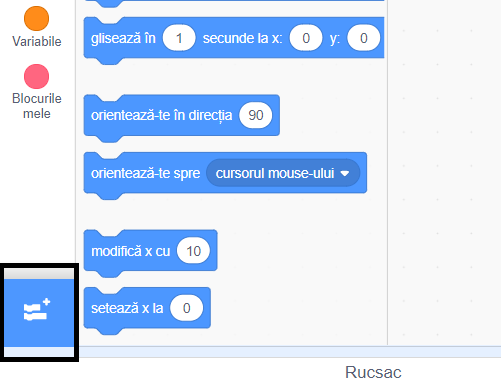 Variabile
Blocurile
mele
glisează în 1 secunde la x: 0 y: 0
orientează-te în direcția 90
orientează-te spre cursorul mouse-ului
modifică x cu 10
setează x la 0
Rucsac